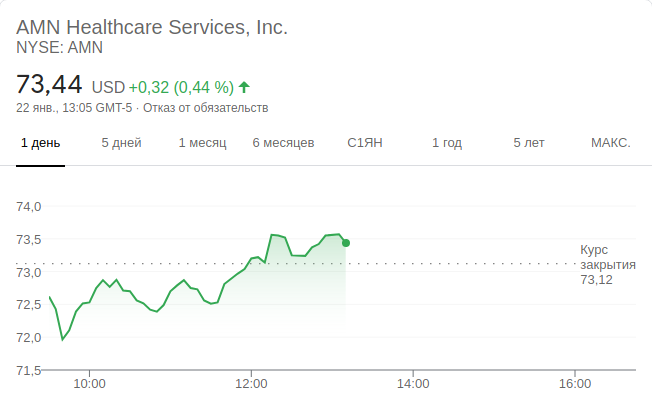 AMN Healthcare Services, Inc.
NYSE: AMN
73,44 USD +0,32 (0,44 %)
22 янв., 13:05 GMT-5 · Отказ от обязательств
1 день 5 дней 1 месяц 6 месяцев С1ЯН 1 год 5 лет МАКС.
74,0
73,5
Курс
закрытия
73,12
73,0
72,5
72,0
71,5
10:00 12:00 14:00 16:00